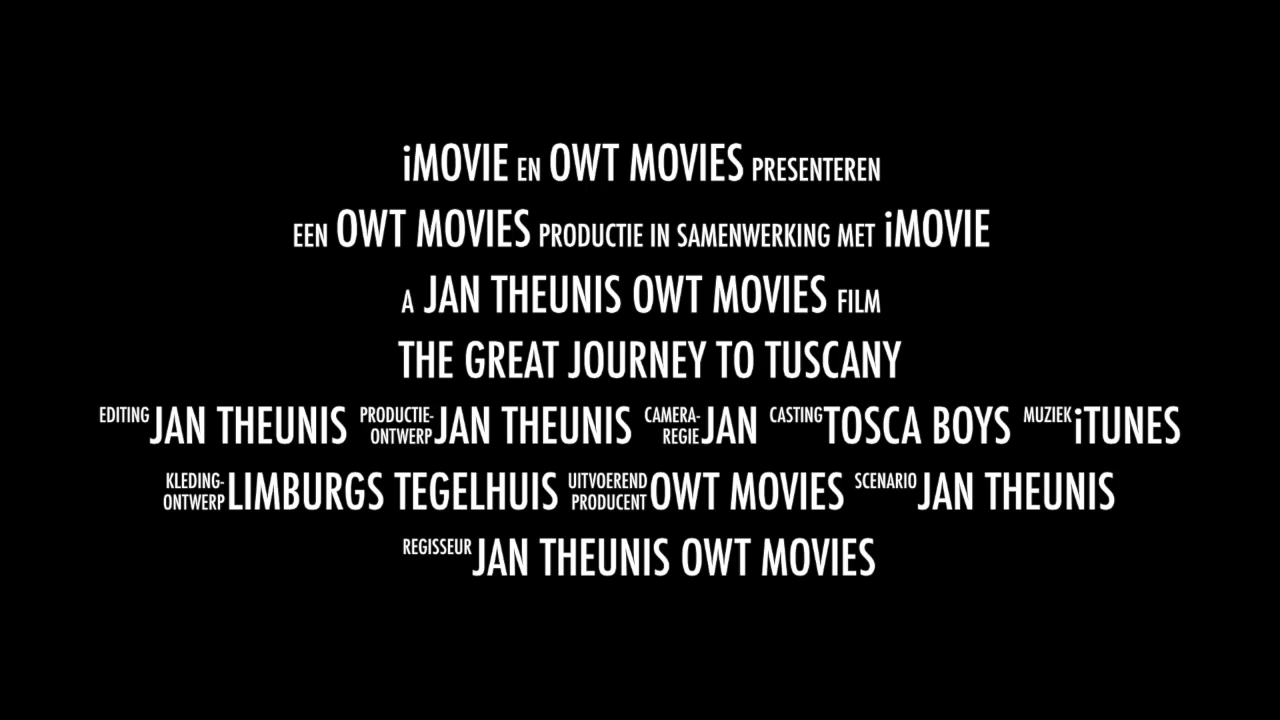 iMOVIE EN OWT MOVIES PRESENTEREN
EEN OWT MOVIES PRODUCTIE IN SAMENWERKING MET iMOVIE
A JAN THEUNIS OWT MOVIES FILM
THE GREAT JOURNEY TO TUSCANY
EDITING JAN THEUNIS PRODUCTIE-ONTWERP JAN THEUNIS CAMERA-REGIE JAN CASTING TOSCA BOYS MUZIEK iTUNES
KLEDING-ONTWERP LIMBURGS TEGELHUIS UITVOEREND PRODUCENT OWT MOVIES SCENARIO JAN THEUNIS
REGISSEUR JAN THEUNIS OWT MOVIES